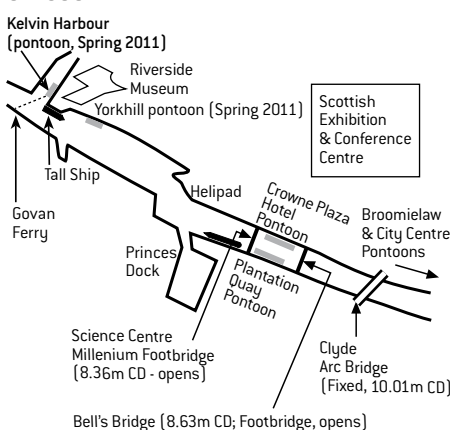 Kelvin Harbour
(pontoon, Spring 2011)
Riverside
Museum
Yorkhill pontoon (Spring 2011)
Scottish
Exhibition
& Conference
Centre
Tall Ship
Helipad
Crowne Plaza
Hotel
Pontoon
Govan
Ferry
Broomielaw
& City Centre
Pontoons
Princes
Dock
Plantation
Quay
Pontoon
Science Centre
Millenium Footbridge
(8.36m CD - opens)
Clyde
Arc Bridge
(Fixed, 10.01m CD)
Bell's Bridge (8.63m CD; Footbridge, opens)